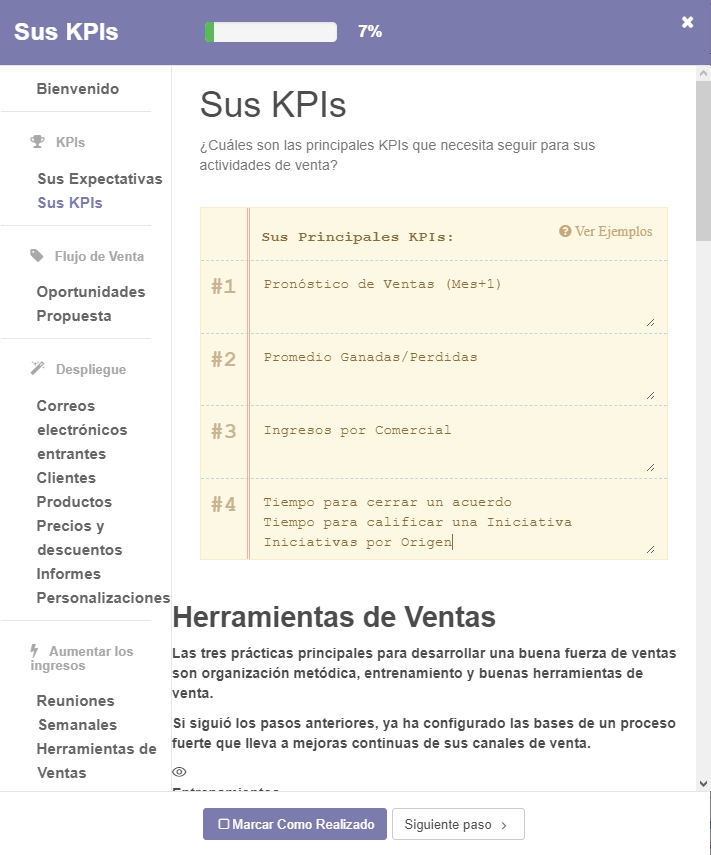 Sus KPIs
7%
Bienvenido
KPIs
Sus Expectativas
Sus KPIs
Flujo de Venta
Oportunidades
Propuesta
Despliegue
Correos
electrónicos
entrantes
Clientes
Productos
Precios y
descuentos
Informes
Personalizaciones
Aumentar los
ingresos
Reuniones
Semanales
Herramientas de
Ventas
Sus KPIs
¿Cuáles son las principales KPIs que necesita seguir para sus
actividades de venta?
Sus Principales KPIs:
Ver Ejemplos
#1 Pronóstico de Ventas (Mes+1)
#2 Promedio Ganadas/Perdidas
#3 Ingresos por Comercial
#4 Tiempo para cerrar un acuerdo
Tiempo para calificar una Iniciativa
Iniciativas por Origen
Herramientas de Ventas
Las tres prácticas principales para desarrollar una buena fuerza de ventas
son organización metódica, entrenamiento y buenas herramientas de
venta.
Si siguió los pasos anteriores, ya ha configurado las bases de un proceso
fuerte que lleva a mejoras continuas de sus canales de venta.
Marcar Como Realizado
Siguiente paso